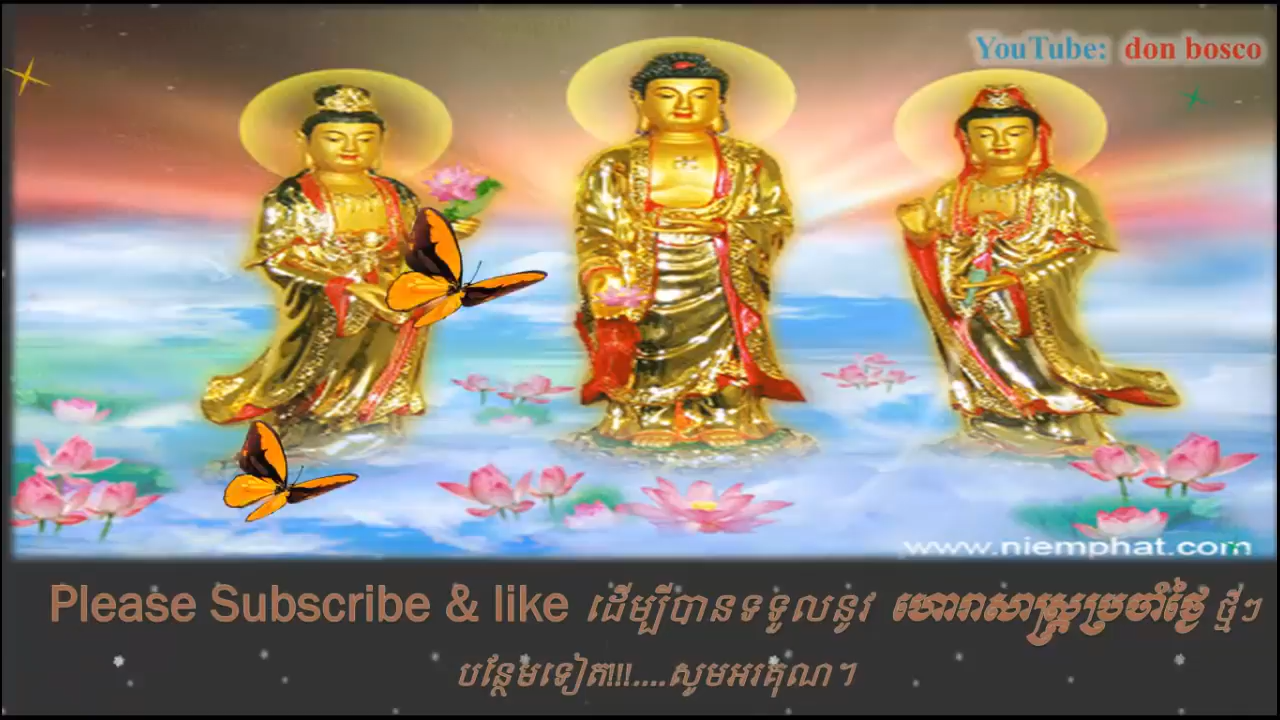 YouTube: don bosco
www.niemphat.com
Please Subscribe & like ដើម្បីបានទទួលនូវ ហោរាសាស្ត្រប្រចាំថ្ងៃ ថ្មីៗ
បន្ថែមទៀត!!!....សូមអរគុណ។